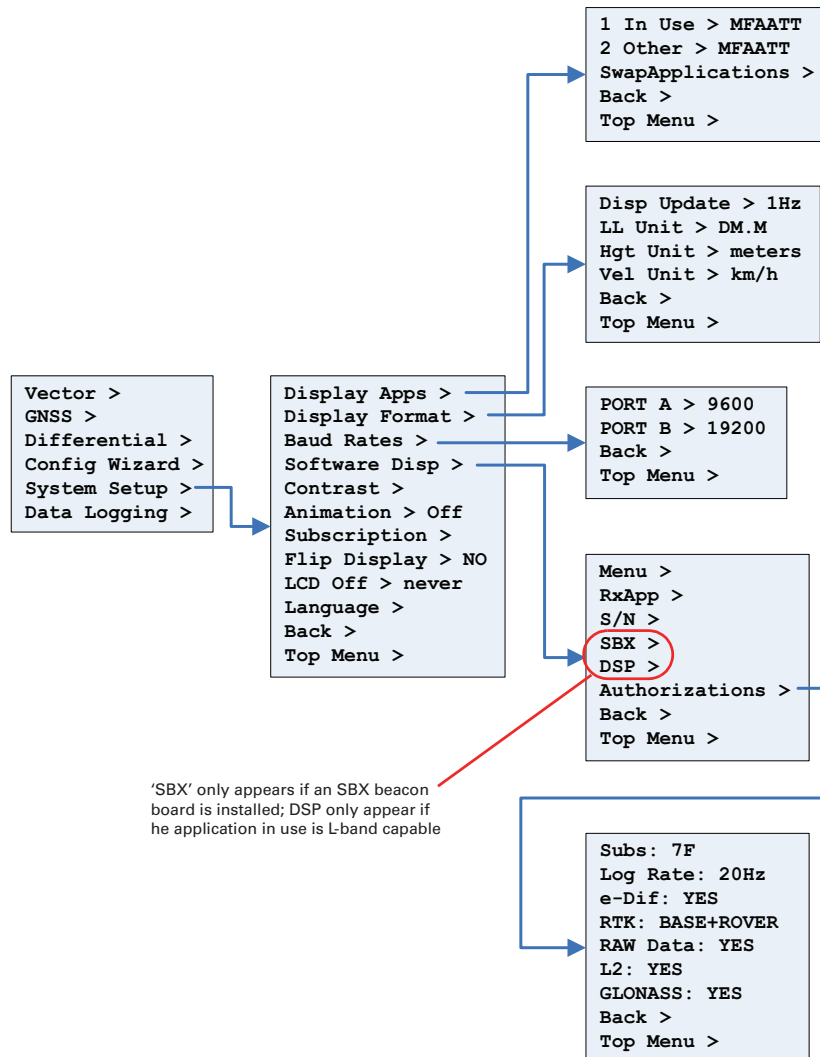 1 In Use > MFAATT
2 Other > MFAATT
SwapApplications >
Back >
Top Menu >
Disp Update > 1Hz
LL Unit > DM.M
Hgt Unit > meters
Vel Unit > km/h
Back >
Top Menu >
Vector >
GNSS >
Differential >
Config Wizard >
System Setup >
Data Logging >
Display Apps >
Display Format >
Baud Rates >
Software Disp >
Contrast >
Animation > Off
Subscription >
Flip Display > NO
LCD Off > never
Language >
Back >
Top Menu >
PORT A > 9600
PORT B > 19200
Back >
Top Menu >
Menu >
RxApp >
S/N >
SBX >
DSP >
Authorizations >
Back >
Top Menu >
‘SBX’ only appears if an SBX beacon
board is installed; DSP only appear if
he application in use is L-band capable
Subs: 7F
Log Rate: 20Hz
e-Dif: YES
RTK: BASE+ROVER
RAW Data: YES
L2: YES
GLONASS: YES
Back >
Top Menu >